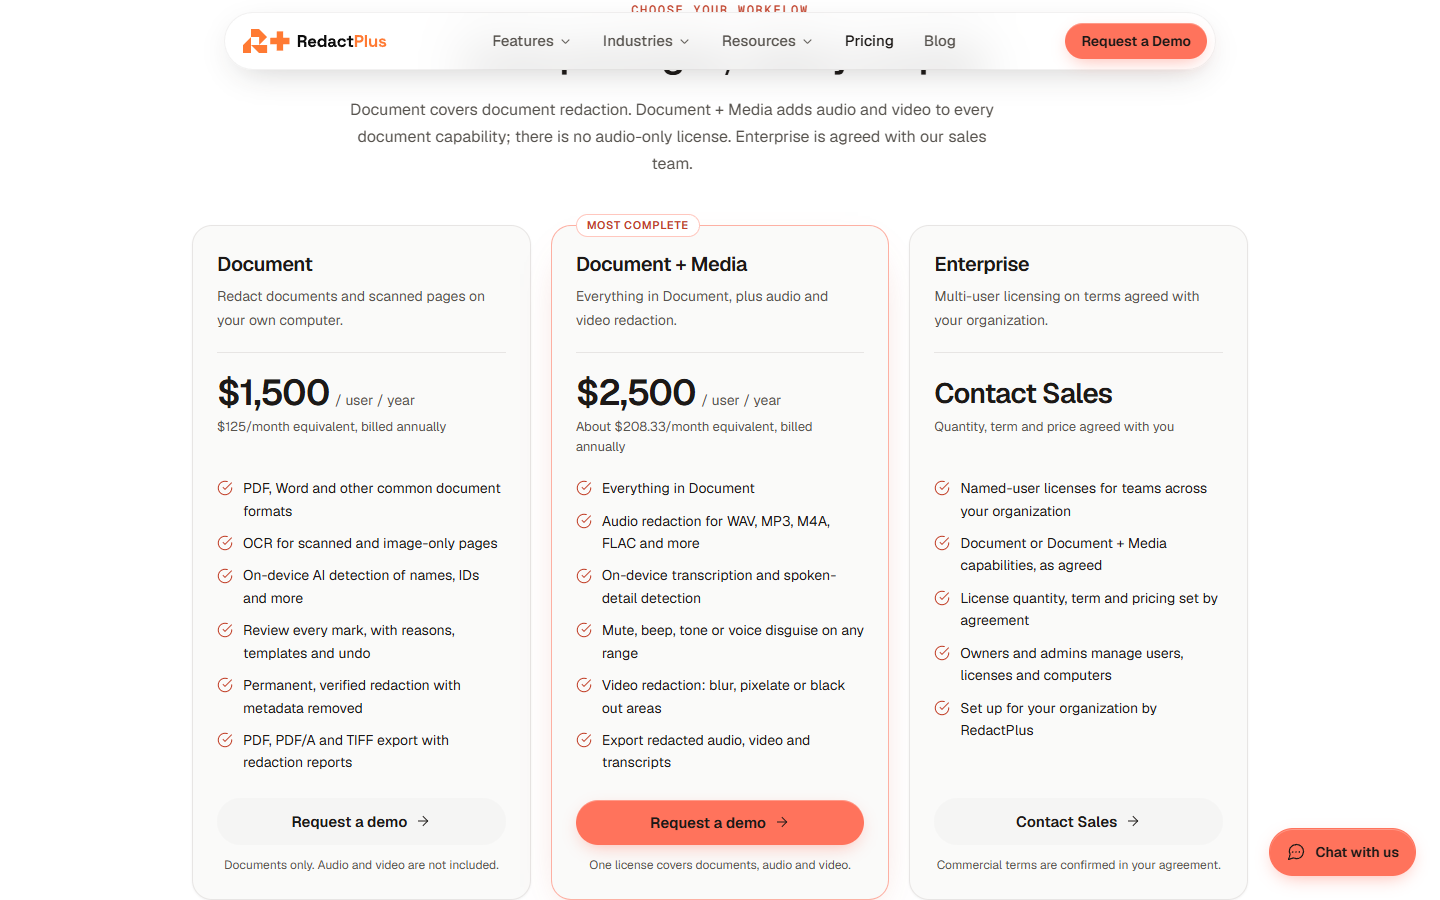 CHOOSE YOUR WORKFLOW
RedactPlus
Features
Industries
Resources
Pricing
Blog
Request a Demo
Document covers document redaction. Document + Media adds audio and video to every
document capability; there is no audio-only license. Enterprise is agreed with our sales
team.
Document
Redact documents and scanned pages on
your own computer.
$1,500 / user / year
$125/month equivalent, billed annually
PDF, Word and other common document
formats
OCR for scanned and image-only pages
On-device AI detection of names, IDs
and more
Review every mark, with reasons,
templates and undo
Permanent, verified redaction with
metadata removed
PDF, PDF/A and TIFF export with
redaction reports
Request a demo
Documents only. Audio and video are not included.
MOST COMPLETE
Document + Media
Everything in Document, plus audio and
video redaction.
$2,500 / user / year
About $208.33/month equivalent, billed
annually
Everything in Document
Audio redaction for WAV, MP3, M4A,
FLAC and more
On-device transcription and spoken-
detail detection
Mute, beep, tone or voice disguise on any
range
Video redaction: blur, pixelate or black
out areas
Export redacted audio, video and
transcripts
Request a demo
One license covers documents, audio and video.
Enterprise
Multi-user licensing on terms agreed with
your organization.
Contact Sales
Quantity, term and price agreed with you
Named-user licenses for teams across
your organization
Document or Document + Media
capabilities, as agreed
License quantity, term and pricing set by
agreement
Owners and admins manage users,
licenses and computers
Set up for your organization by
RedactPlus
Contact Sales
Commercial terms are confirmed in your agreement.
Chat with us